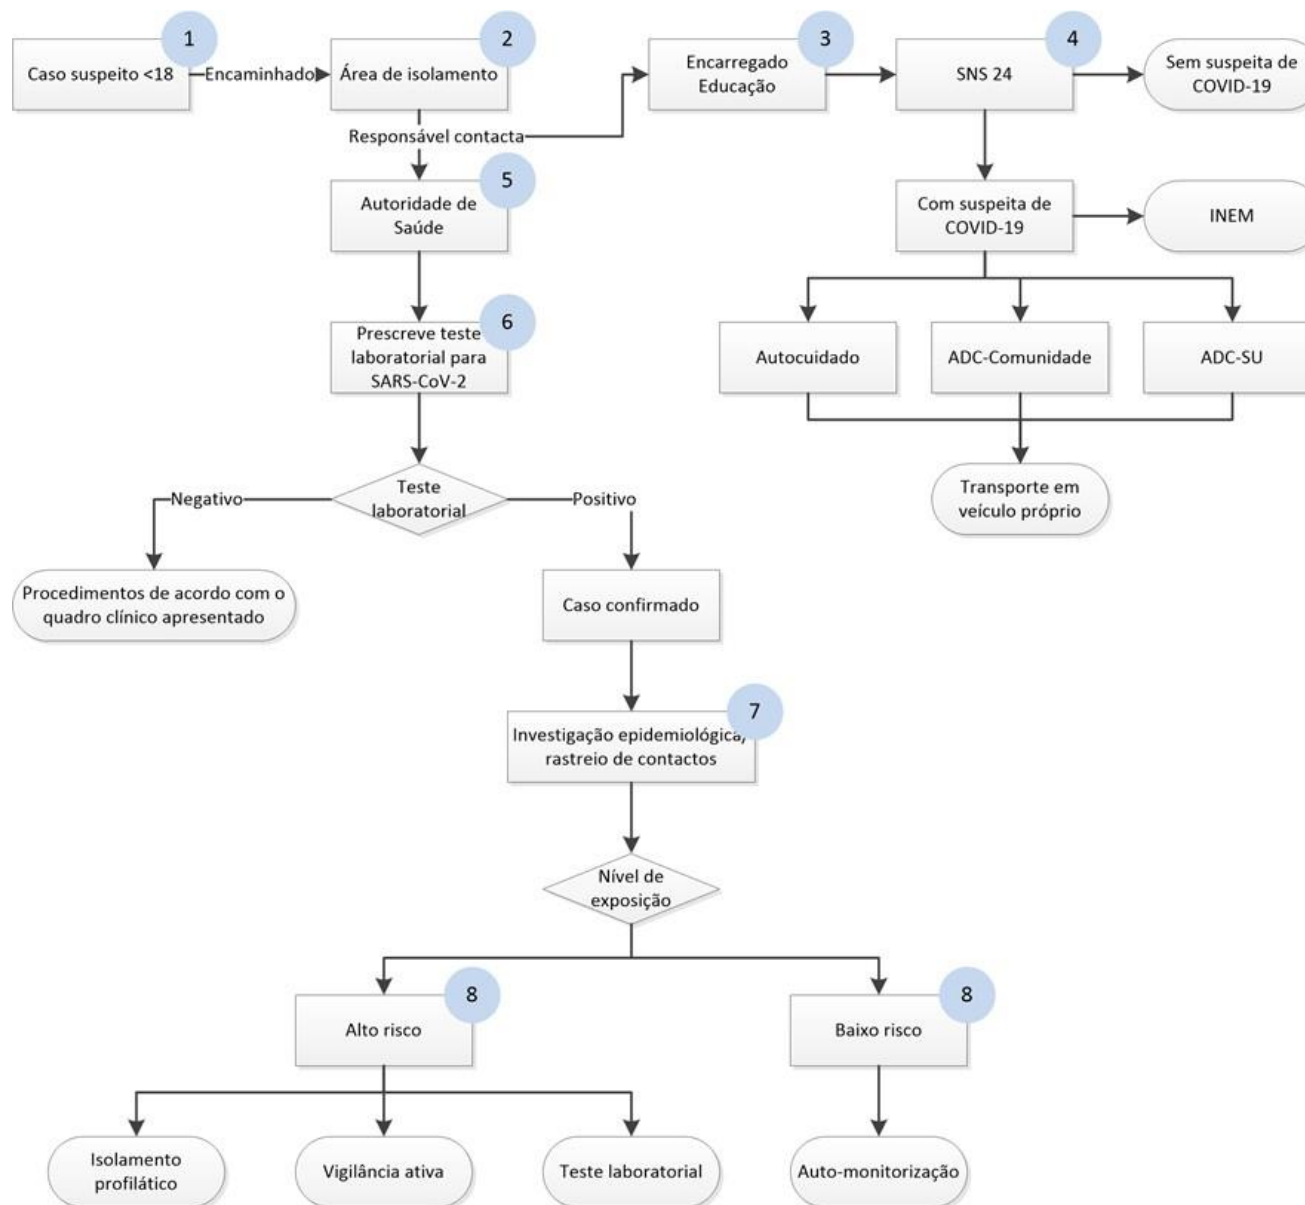 1
Caso suspeito <18
Encaminhado
2
Área de isolamento
3
Encarregado
Educação
4
SNS 24
Sem suspeita de
COVID-19
Responsável contacta
5
Autoridade de
Saúde
Com suspeita de
COVID-19
INEM
6
Prescreve teste
laboratorial para
SARS-CoV-2
Autocuidado
ADC-Comunidade
ADC-SU
Negativo
Teste
laboratorial
Positivo
Transporte em
veículo próprio
Procedimentos de acordo com o
quadro clínico apresentado
Caso confirmado
7
Investigação epidemiológica/
rastreio de contactos
Nível de
exposição
8
Alto risco
8
Baixo risco
Isolamento
profilático
Vigilância ativa
Teste laboratorial
Auto-monitorização